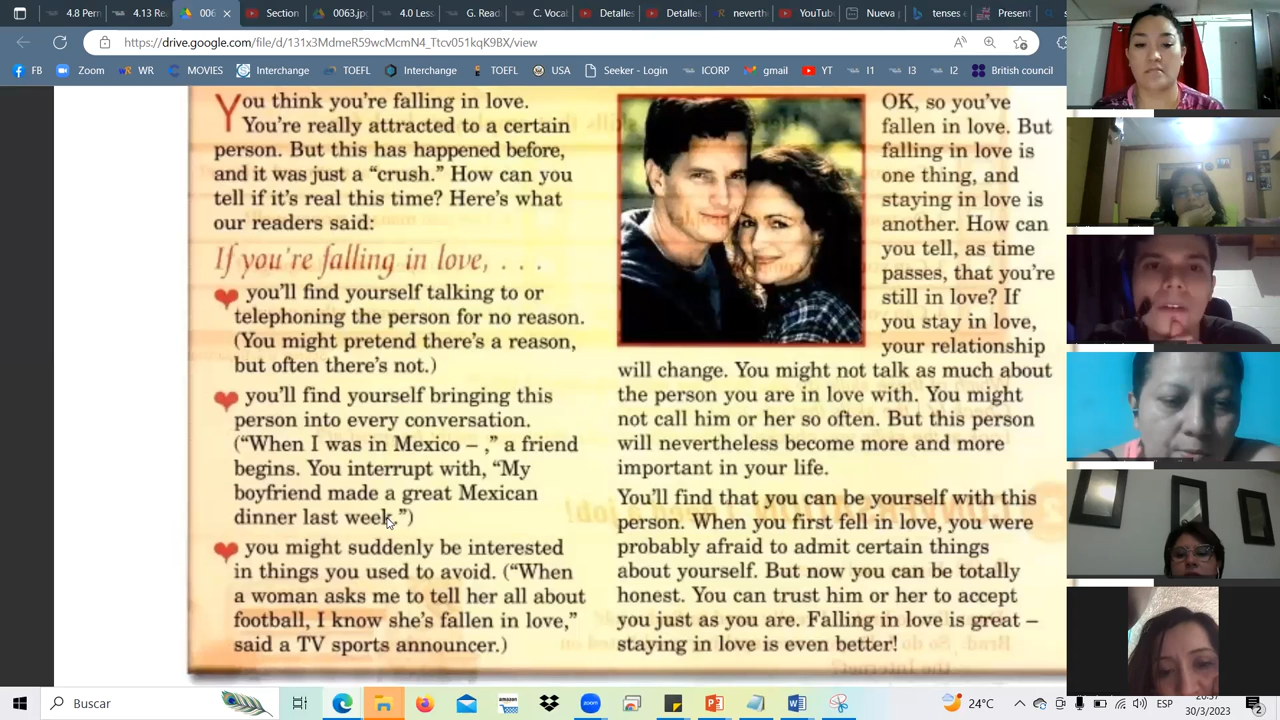 4.8 Perm
4.13 Rea
006
Section
0063.jp
4.0 Less
G. Read
C. Vocab
Detalles
Detalles
neverth
YouTub
Nueva p
senses e
Present
https://drive.google.com/file/d/131x3MdmeR59wcMcmN4_Ttcv051kqK9BX/view
FB
Zoom
WR
MOVIES
Interchange
TOEFL
Interchange
TOEFL
USA
Seeker - Login
ICORP
gmail
YT
I1
I3
I2
British council
You think you're falling in love.
You're really attracted to a certain
person. But this has happened before,
and it was just a “crush.” How can you
tell if it's real this time? Here's what
our readers said:
If you're falling in love, . . .
you'll find yourself talking to or
telephoning the person for no reason.
(You might pretend there's a reason,
but often there's not.)
you'll find yourself bringing this
person into every conversation.
(“When I was in Mexico – ,” a friend
begins. You interrupt with, “My
boyfriend made a great Mexican
dinner last week.”)
you might suddenly be interested
in things you used to avoid. (“When
a woman asks me to tell her all about
football, I know she's fallen in love,”
said a TV sports announcer.)
OK, so you've
fallen in love. But
falling in love is
one thing, and
staying in love is
another. How can
you tell, as time
passes, that you're
still in love? If
you stay in love,
your relationship
will change. You might not talk as much about
the person you are in love with. You might
not call him or her so often. But this person
will nevertheless become more and more
important in your life.
You'll find that you can be yourself with this
person. When you first fell in love, you were
probably afraid to admit certain things
about yourself. But now you can be totally
honest. You can trust him or her to accept
you just as you are. Falling in love is great –
staying in love is even better!
Buscar
24°C
ESP
30/3/2023
2